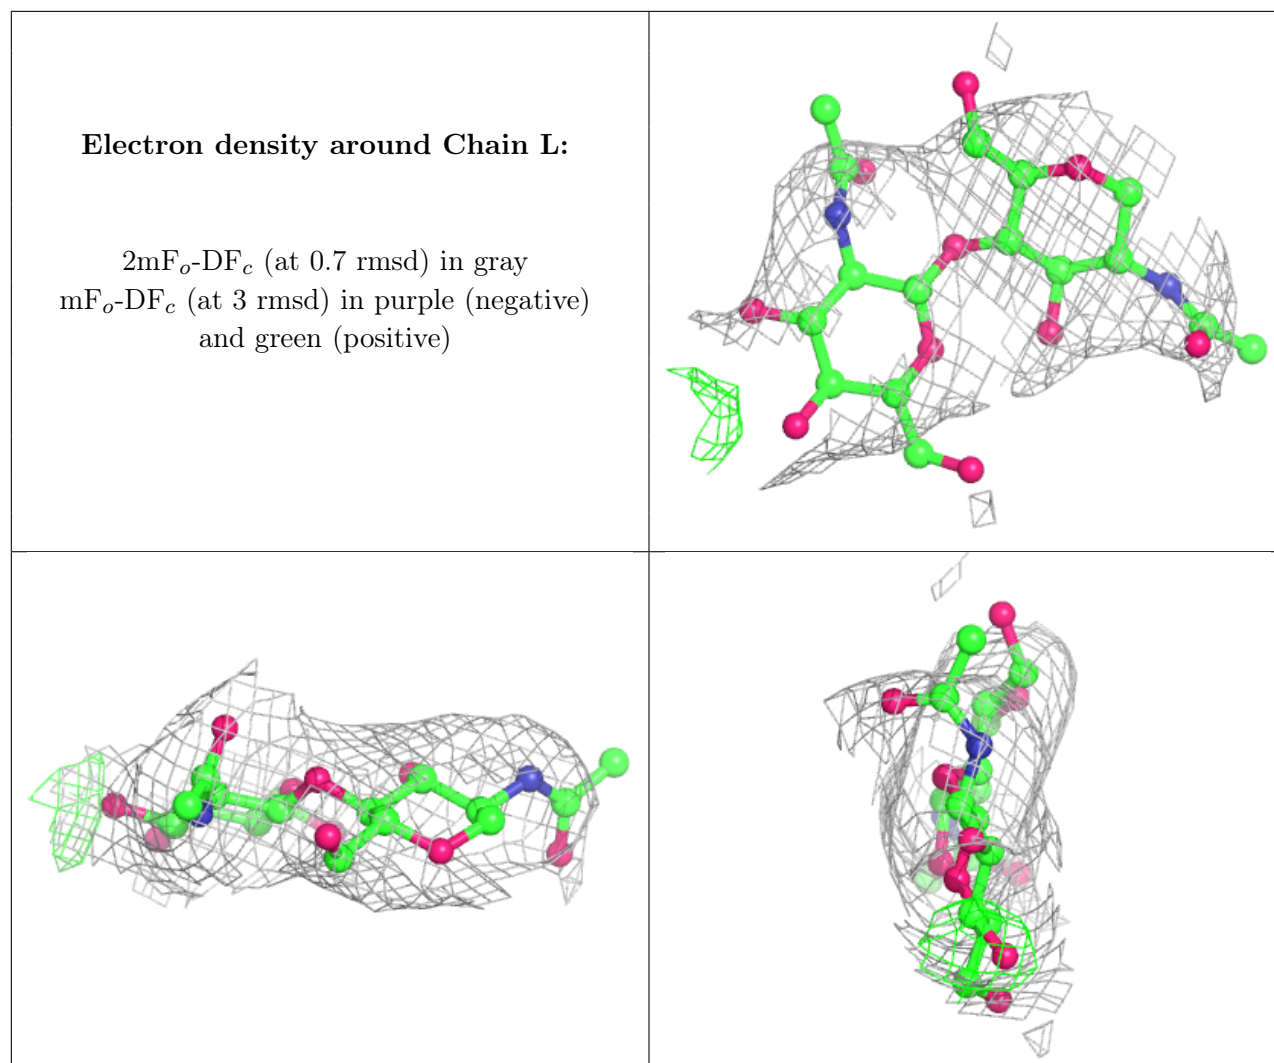 Electron density around Chain L:
2mFₒ-DF𝒸 (at 0.7 rmsd) in gray
mFₒ-DF𝒸 (at 3 rmsd) in purple (negative)
and green (positive)